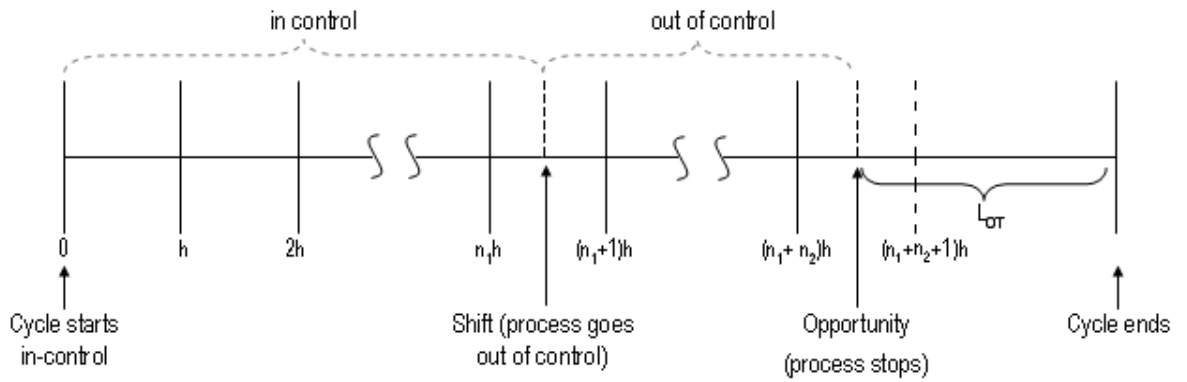 in control
out of control
L_OT
0
h
2h
n₁h
(n₁+1)h
(n₁+ n₂)h
(n₁+n₂+1)h
Cycle starts
in-control
Shift (process goes
out of control)
Opportunity
(process stops)
Cycle ends